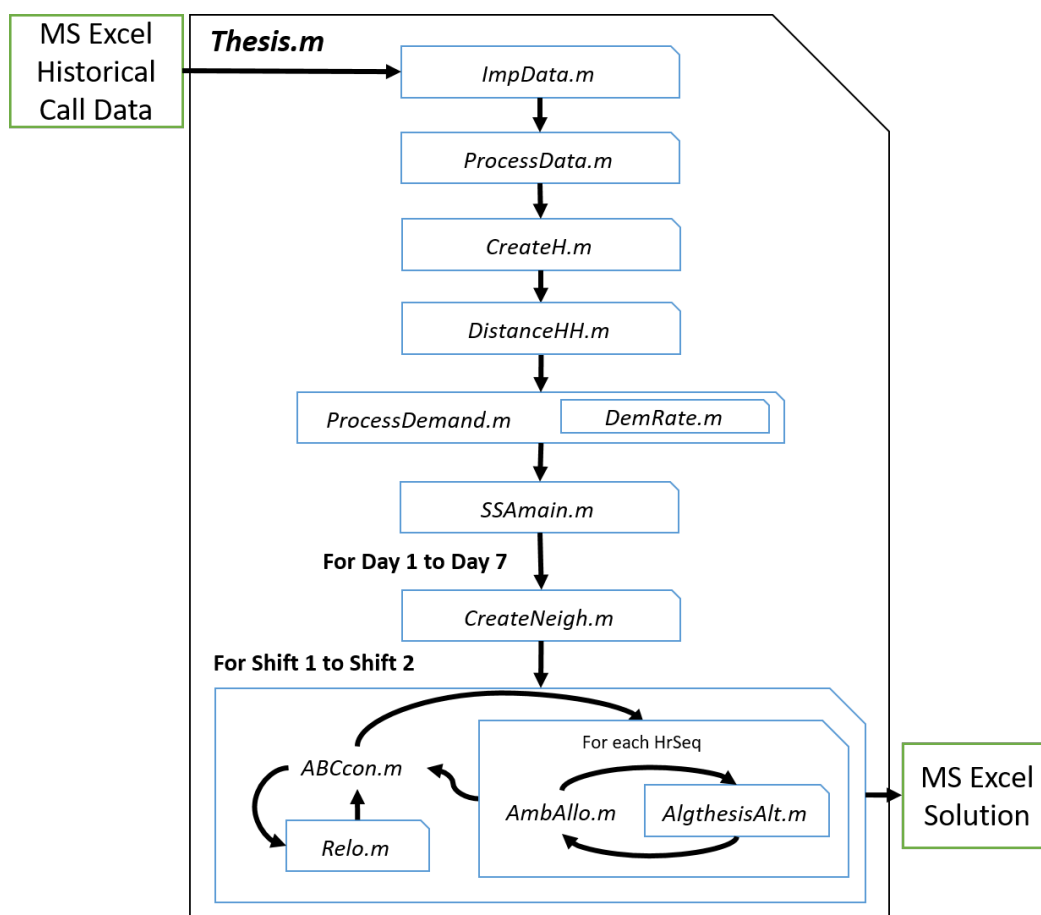 MS Excel
Historical
Call Data
Thesis.m
ImpData.m
ProcessData.m
CreateH.m
DistanceHH.m
ProcessDemand.m
DemRate.m
SSAmain.m
For Day 1 to Day 7
CreateNeigh.m
For Shift 1 to Shift 2
For each HrSeq
ABCcon.m
AmbAllo.m
AlgthesisAlt.m
Relo.m
MS Excel
Solution